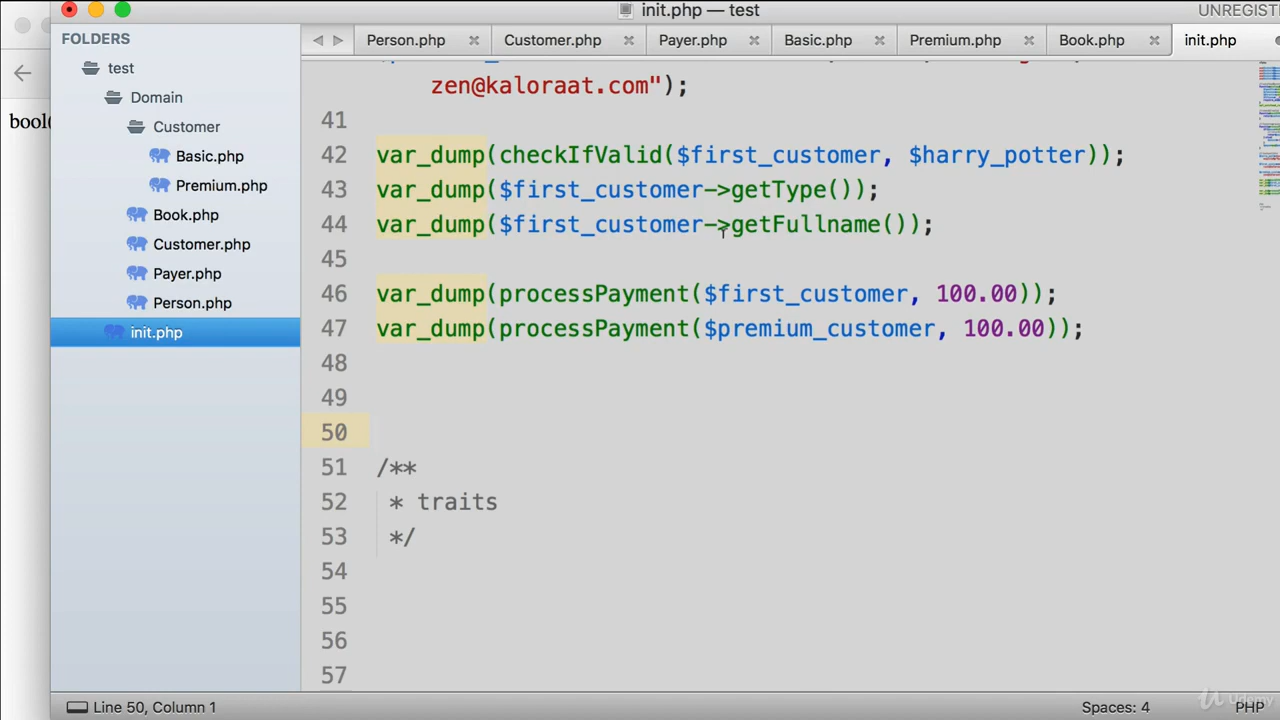 init.php — test
UNREGIST
FOLDERS
Person.php
Customer.php
Payer.php
Basic.php
Premium.php
Book.php
init.php
test
Domain
Customer
Basic.php
Premium.php
Book.php
Customer.php
Payer.php
Person.php
init.php
bool(
zen@kaloraat.com");
41
42 var_dump(checkIfValid($first_customer, $harry_potter));
43 var_dump($first_customer->getType());
44 var_dump($first_customer->getFullname());
45
46 var_dump(processPayment($first_customer, 100.00));
47 var_dump(processPayment($premium_customer, 100.00));
48
49
50
51 /**
52 * traits
53 */
54
55
56
57
Line 50, Column 1
Spaces: 4
PHP
Udemy